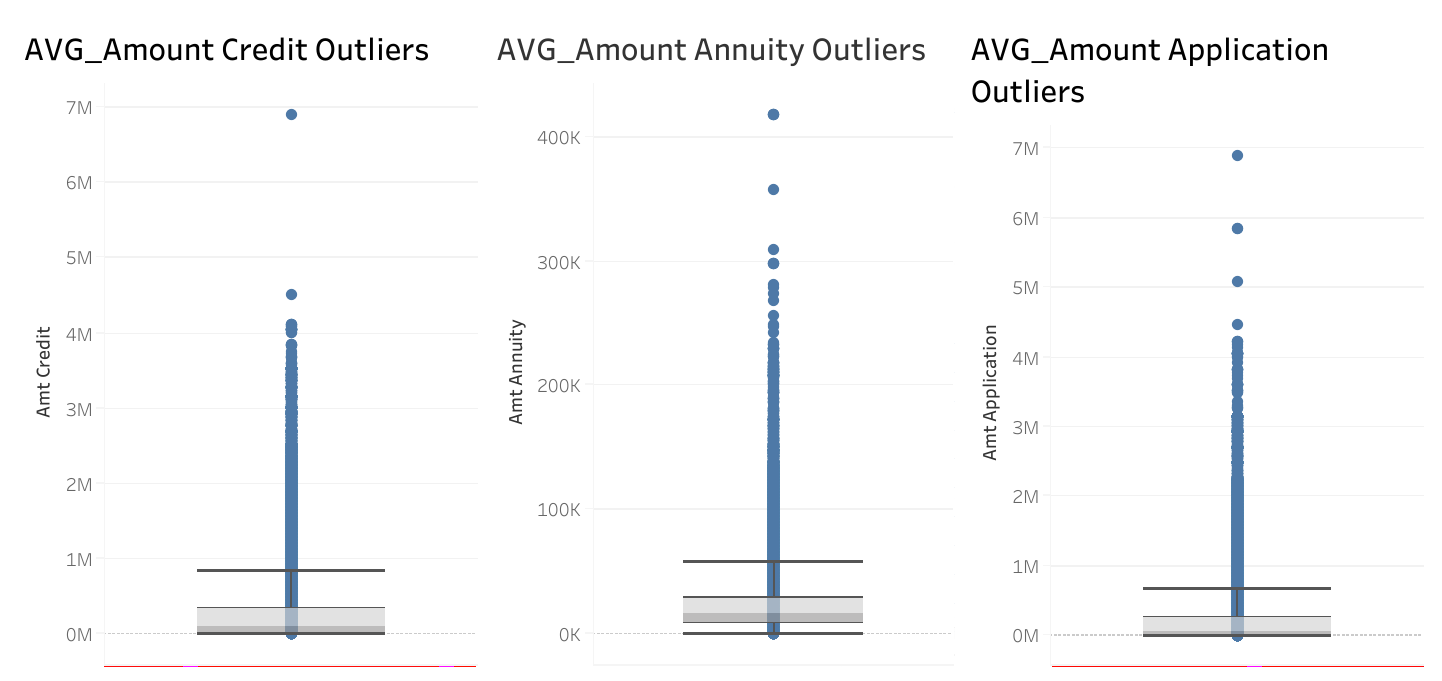 AVG_Amount Credit Outliers
7M
6M
5M
4M
3M
2M
1M
0M
Amt Credit
AVG_Amount Annuity Outliers
400K
300K
200K
100K
0K
Amt Annuity
AVG_Amount Application
Outliers
7M
6M
5M
4M
3M
2M
1M
0M
Amt Application